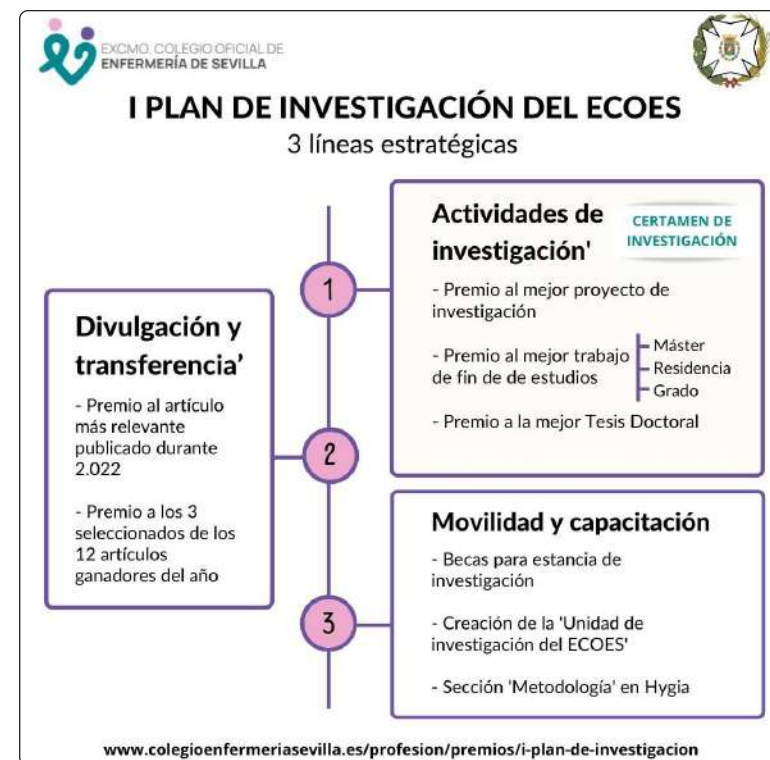 EXCMO. COLEGIO OFICIAL DE
ENFERMERÍA DE SEVILLA
I PLAN DE INVESTIGACIÓN DEL ECOES
3 líneas estratégicas
1
Actividades de
investigación'
CERTAMEN DE
INVESTIGACIÓN
- Premio al mejor proyecto de
investigación
- Premio al mejor trabajo
de fin de de estudios
Máster
Residencia
Grado
- Premio a la mejor Tesis Doctoral
2
Divulgación y
transferencia’
- Premio al artículo
más relevante
publicado durante
2.022
- Premio a los 3
seleccionados de los
12 artículos
ganadores del año
3
Movilidad y capacitación
- Becas para estancia de
investigación
- Creación de la 'Unidad de
investigación del ECOES'
- Sección 'Metodología' en Hygia
www.colegioenfermeriasevilla.es/profesion/premios/i-plan-de-investigacion